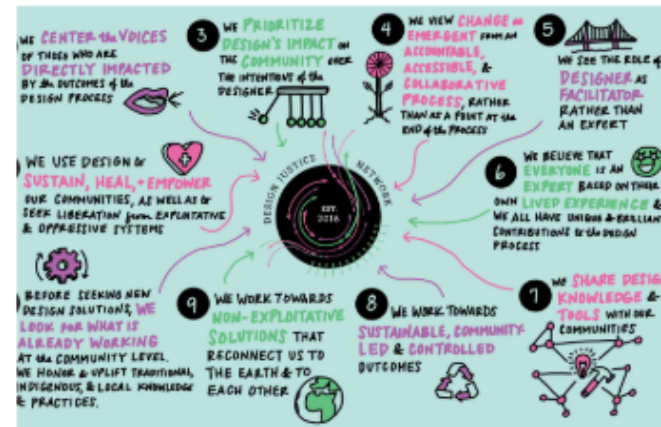 WE CENTER the VOICES
OF THOSE WHO ARE
DIRECTLY IMPACTED
BY the OUTCOMES of the
DESIGN PROCESS
3
WE PRIORITIZE
DESIGN'S IMPACT ON
THE COMMUNITY OVER
THE INTENTIONS of the
DESIGNER
4
WE VIEW CHANGE as
EMERGENT FROM AN
ACCOUNTABLE,
ACCESSIBLE, &
COLLABORATIVE
PROCESS, RATHER
THAN AS A POINT AT the
END of the PROCESS
5
WE SEE THE ROLE of
DESIGNER AS
FACILITATOR
RATHER THAN
AN EXPERT
WE USE DESIGN to
SUSTAIN, HEAL, + EMPOWER
OUR COMMUNITIES, AS WELL AS to
SEEK LIBERATION from EXPLOITATIVE
& OPPRESSIVE SYSTEMS
DESIGN JUSTICE NETWORK
EST.
2016
6
WE BELIEVE THAT
EVERYONE IS AN
EXPERT BASED ON THEIR
OWN LIVED EXPERIENCE &
WE ALL HAVE UNIQUE & BRILLIANT
CONTRIBUTIONS to the DESIGN
PROCESS
BEFORE SEEKING NEW
DESIGN SOLUTIONS, WE
LOOK FOR WHAT IS
ALREADY WORKING
AT the COMMUNITY LEVEL.
WE HONOR & UPLIFT TRADITIONAL,
INDIGENOUS, & LOCAL KNOWLEDGE
& PRACTICES.
9
WE WORK TOWARDS
NON-EXPLOITATIVE
SOLUTIONS THAT
RECONNECT US TO
THE EARTH & TO
EACH OTHER
8
WE WORK TOWARDS
SUSTAINABLE, COMMUNITY
LED & CONTROLLED
OUTCOMES
7
WE SHARE DESIGN
KNOWLEDGE &
TOOLS WITH OUR
COMMUNITIES